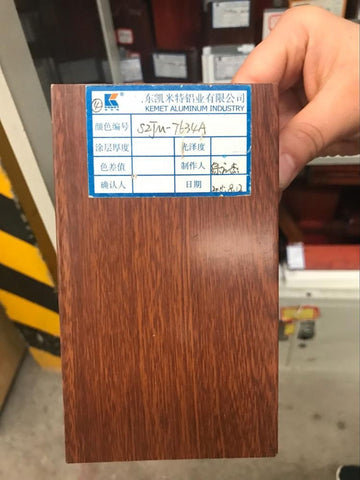 东凯米特铝业有限公司
KEMET ALUMINUM INDUSTRY
颜色编号 SZJM-7634A
涂层厚度 光泽度
色差值 制作人
确认人 日期